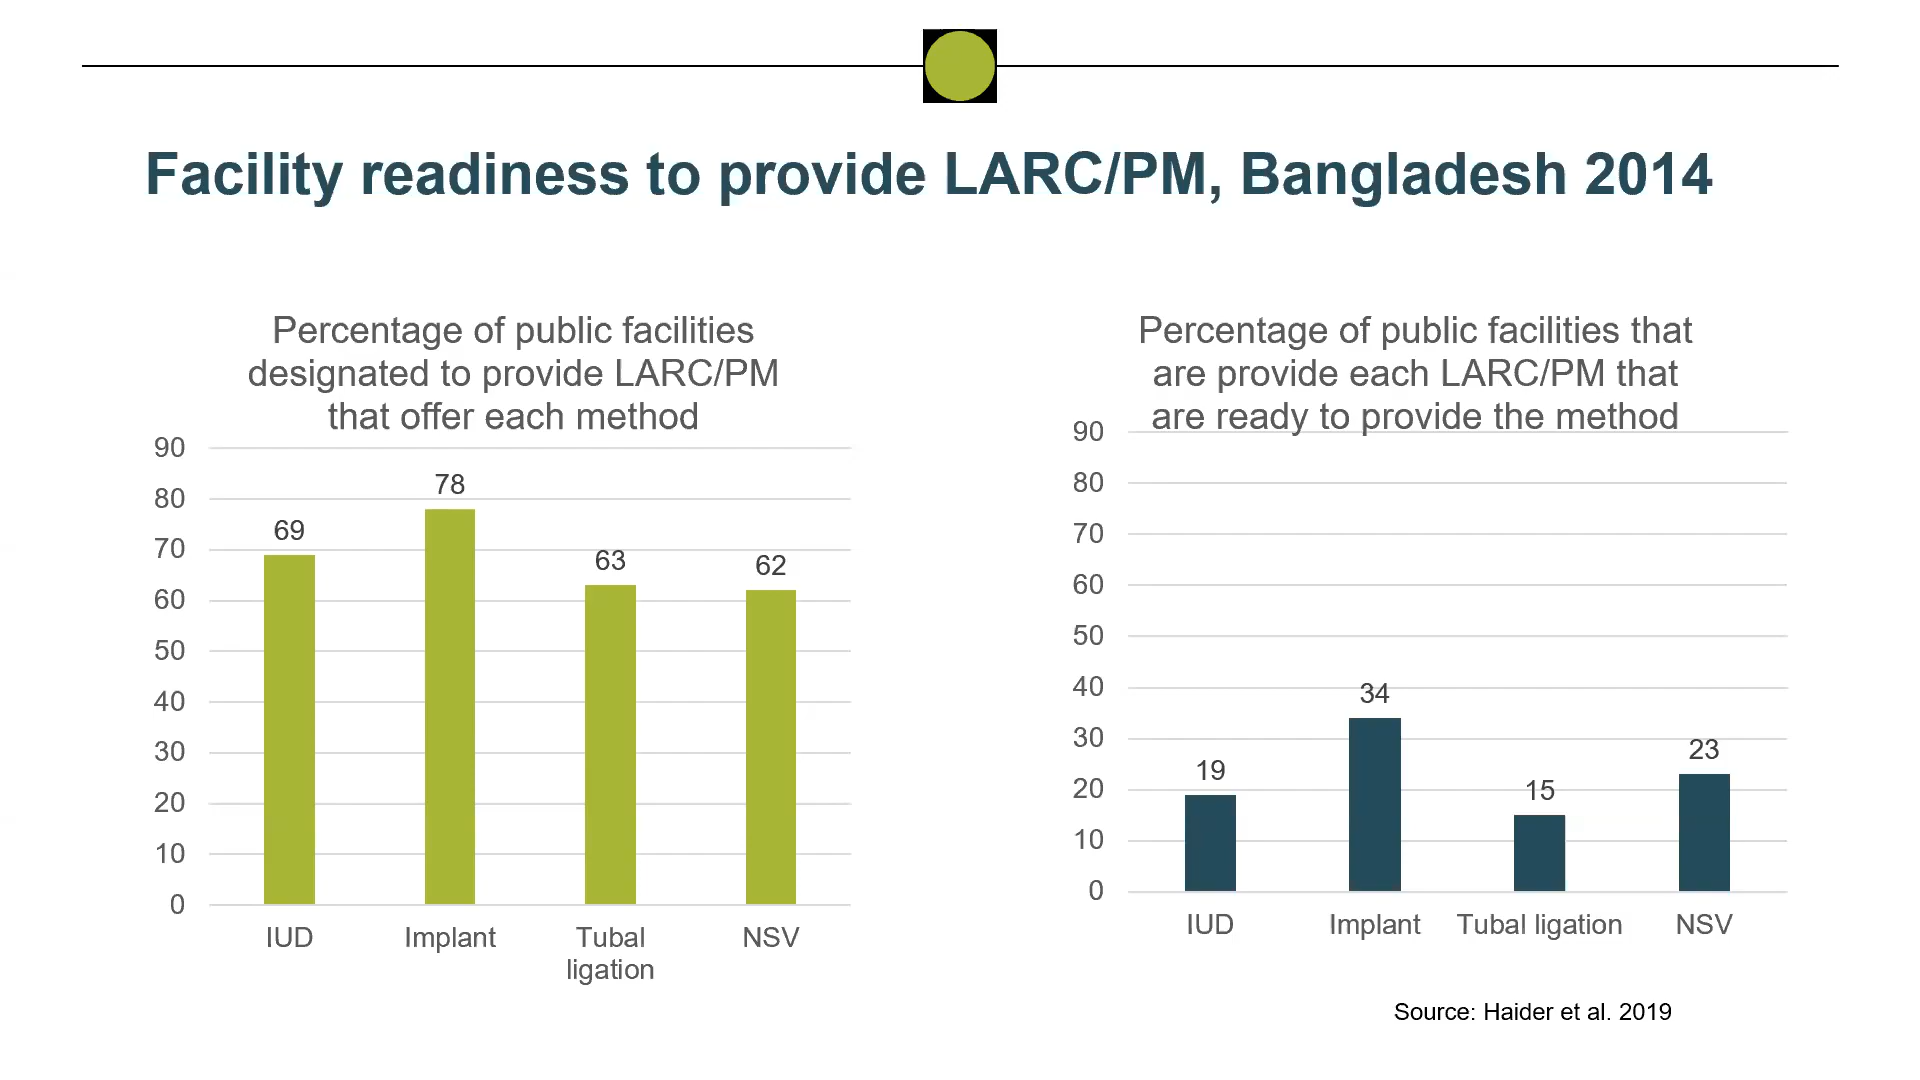 Facility readiness to provide LARC/PM, Bangladesh 2014
Percentage of public facilities
designated to provide LARC/PM
that offer each method
90
80
70
60
50
40
30
20
10
0
69
78
63
62
IUD
Implant
Tubal
ligation
NSV
Percentage of public facilities that
are provide each LARC/PM that
are ready to provide the method
90
80
70
60
50
40
30
20
10
0
19
34
15
23
IUD
Implant
Tubal ligation
NSV
Source: Haider et al. 2019